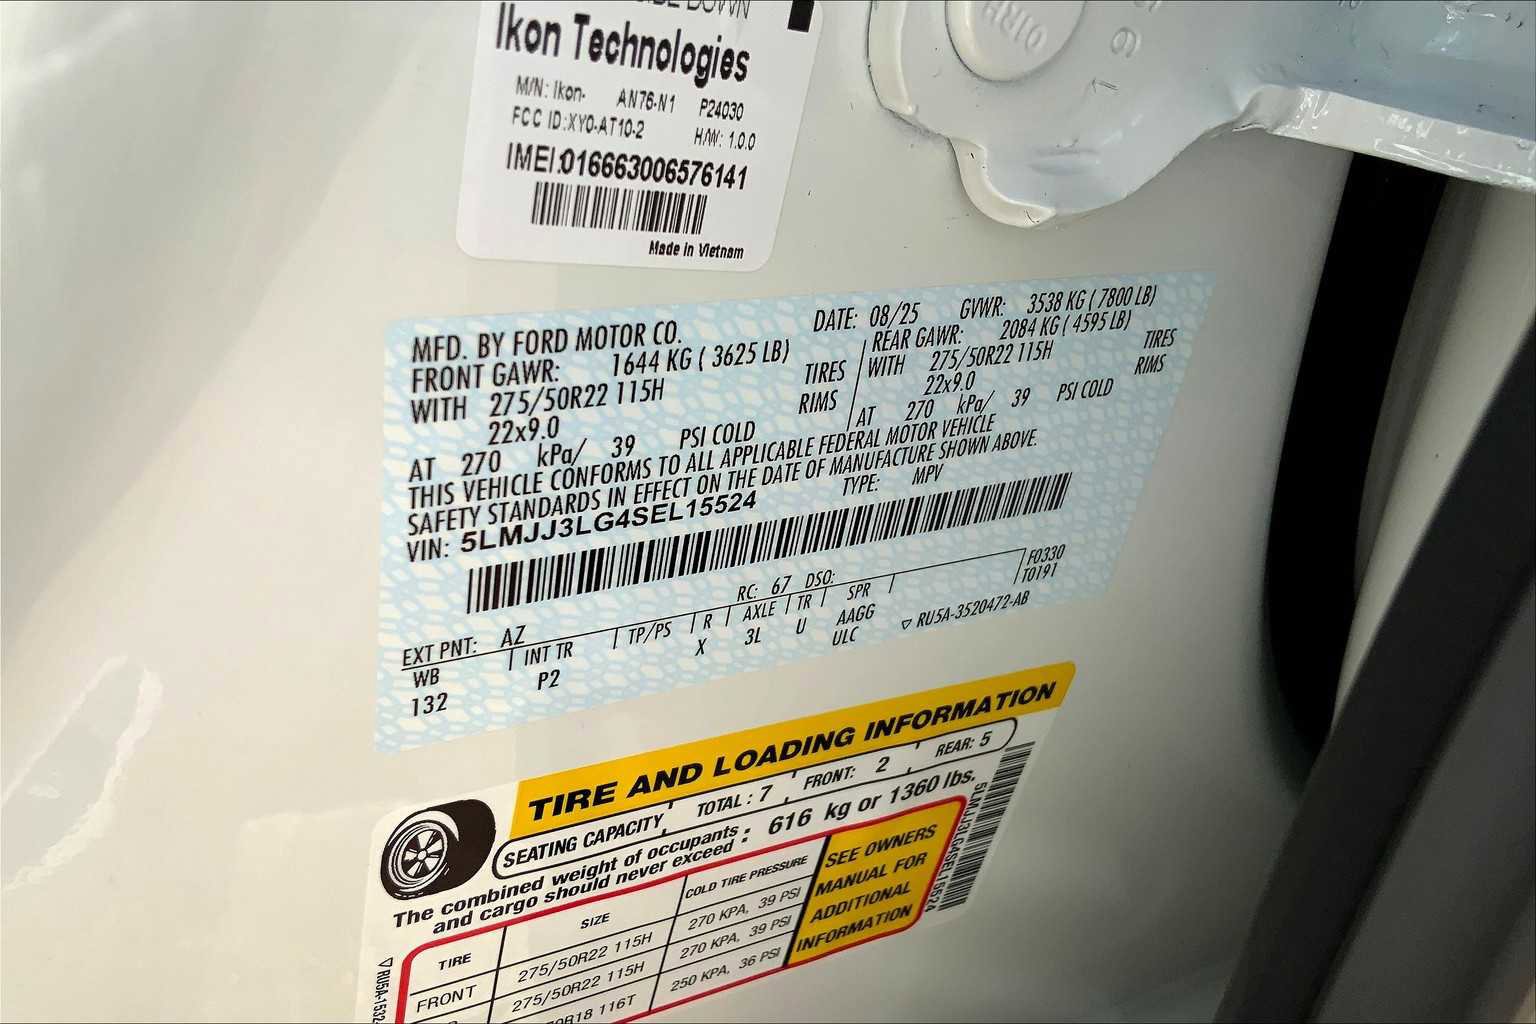 SIDE DOWN
Ikon Technologies
M/N: Ikon- AN76-N1 P24030
FCC ID:XY0-AT10-2 H/W: 1.0.0
IMEI:016663006576141
Made in Vietnam
MFD. BY FORD MOTOR CO. DATE: 08/25 GVWR: 3538 KG ( 7800 LB)
FRONT GAWR: 1644 KG ( 3625 LB) REAR GAWR: 2084 KG ( 4595 LB)
WITH 275/50R22 115H TIRES WITH 275/50R22 115H TIRES
22x9.0 RIMS 22x9.0 RIMS
AT 270 kPa/ 39 PSI COLD AT 270 kPa/ 39 PSI COLD
THIS VEHICLE CONFORMS TO ALL APPLICABLE FEDERAL MOTOR VEHICLE
SAFETY STANDARDS IN EFFECT ON THE DATE OF MANUFACTURE SHOWN ABOVE.
VIN: 5LMJJ3LG4SEL15524 TYPE: MPV
F0330
T0191
EXT PNT: AZ RC: 67 DSO:
WB INT TR TP/PS R AXLE TR SPR
132 P2 X 3L U AAGG
ULC ▽ RU5A-3520472-AB
TIRE AND LOADING INFORMATION
SEATING CAPACITY TOTAL : 7 FRONT: 2 REAR: 5
The combined weight of occupants and cargo should never exceed : 616 kg or 1360 lbs.
TIRE SIZE COLD TIRE PRESSURE
FRONT 275/50R22 115H 270 KPA, 39 PSI
275/50R22 115H 270 KPA, 39 PSI
116T 250 KPA, 36 PSI
SEE OWNERS
MANUAL FOR
ADDITIONAL
INFORMATION
5LMJJ3LG4SEL15524